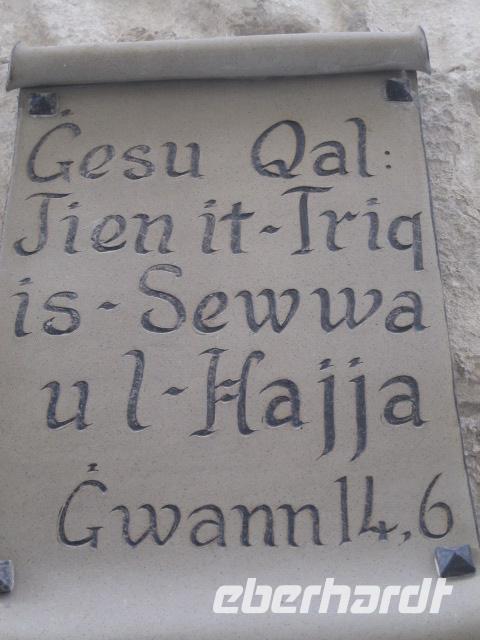 Ġesu Qal:
Jien it-Triq
is-Sewwa
u l-Ħajja
Ġwann 14,6
eberhardt